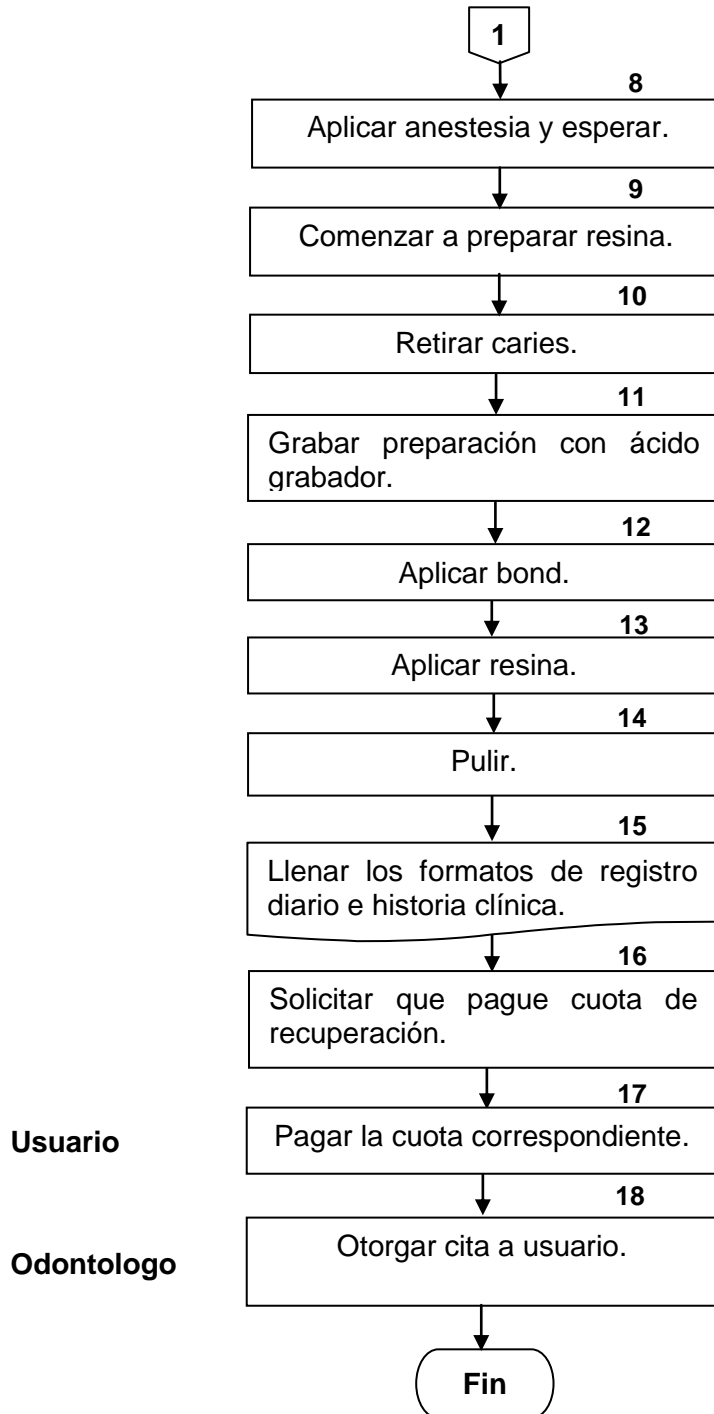 1
8
Aplicar anestesia y esperar.
9
Comenzar a preparar resina.
10
Retirar caries.
11
Grabar preparación con ácido
grabador.
12
Aplicar bond.
13
Aplicar resina.
14
Pulir.
15
Llenar los formatos de registro
diario e historia clínica.
16
Solicitar que pague cuota de
recuperación.
17
Usuario
Pagar la cuota correspondiente.
18
Odontologo
Otorgar cita a usuario.
Fin